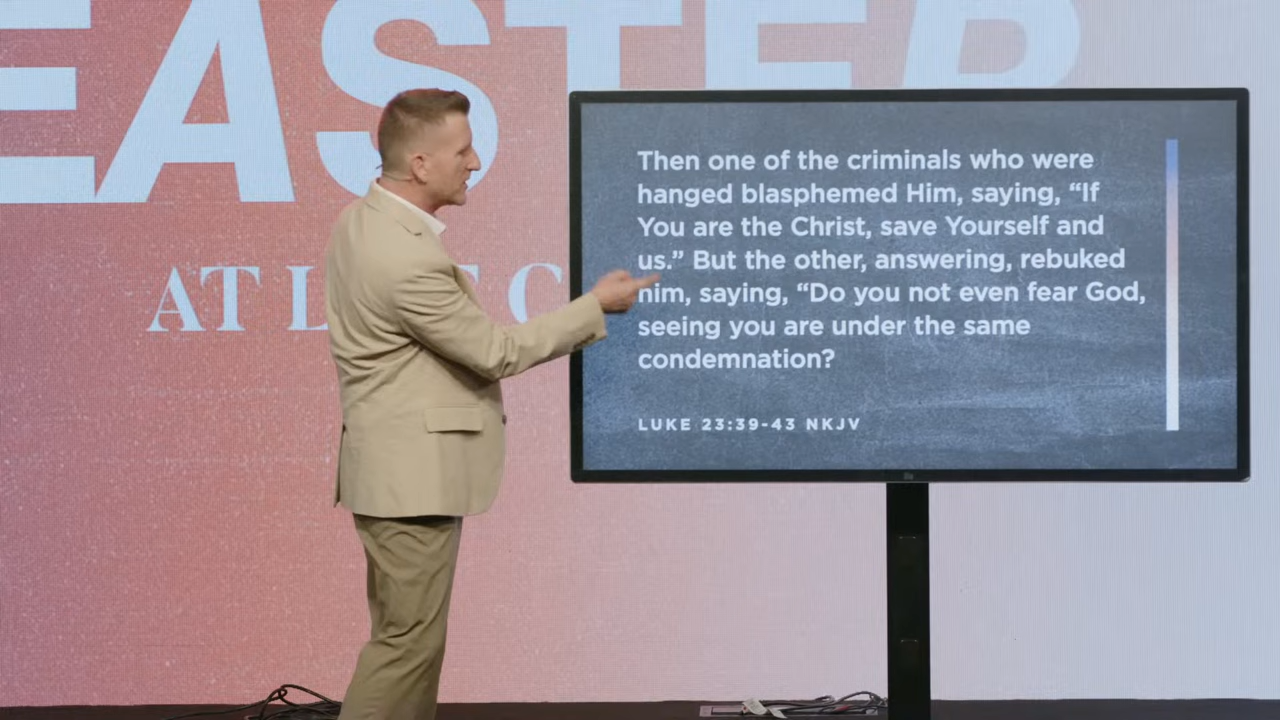 EASTER
AT L
Then one of the criminals who were
hanged blasphemed Him, saying, “If
You are the Christ, save Yourself and
us.” But the other, answering, rebuked
him, saying, “Do you not even fear God,
seeing you are under the same
condemnation?
LUKE 23:39-43 NKJV